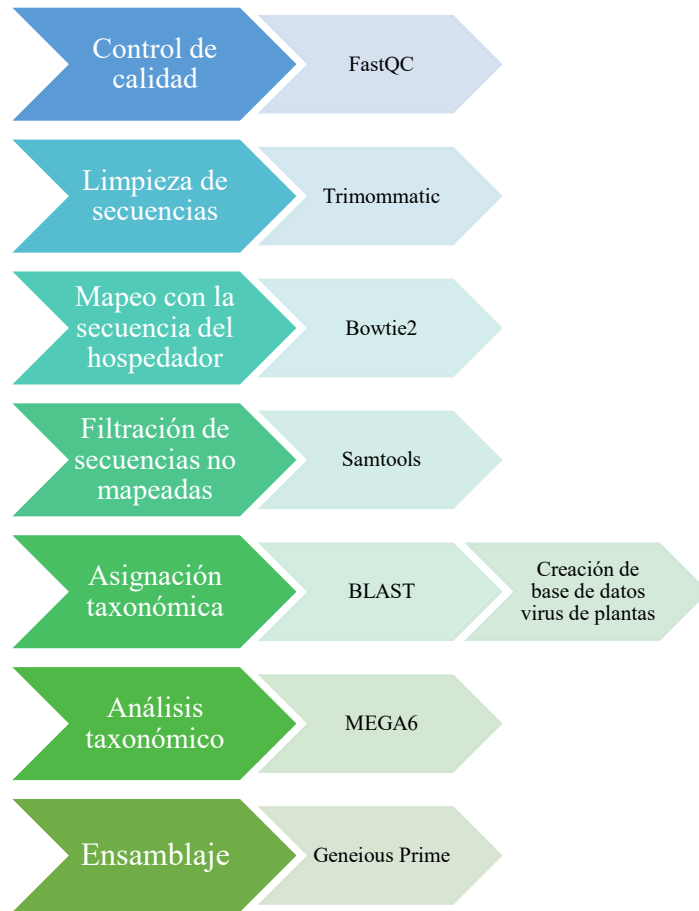 Control de
calidad
FastQC
Limpieza de
secuencias
Trimommatic
Mapeo con la
secuencia del
hospedador
Bowtie2
Filtración de
secuencias no
mapeadas
Samtools
Asignación
taxonómica
BLAST
Creación de
base de datos
virus de plantas
Análisis
taxonómico
MEGA6
Ensamblaje
Geneious Prime